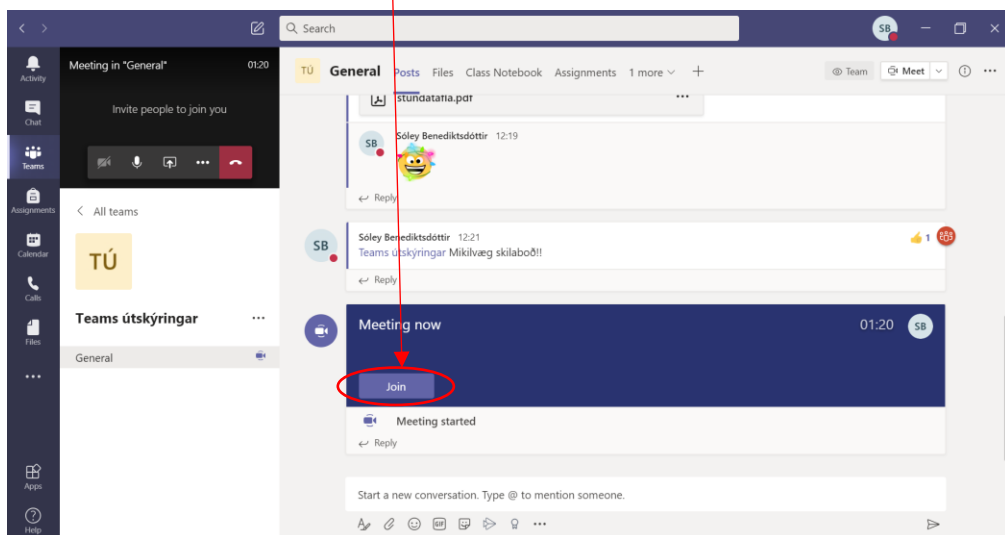 Search
SB
Activity
Chat
Teams
Assignments
Calendar
Calls
Files
Apps
Help
Meeting in "General" 01:20
Invite people to join you
All teams
TÚ
Teams útskýringar
General
TÚ General Posts Files Class Notebook Assignments 1 more
Team Meet
stundatafla.pdf
SB Sóley Benediktsdóttir 12:19
Reply
SB Sóley Benediktsdóttir 12:21
Teams útskýringar Mikilvæg skilaboð!!
1
Reply
Meeting now 01:20 SB
Join
Meeting started
Reply
Start a new conversation. Type @ to mention someone.
GIF